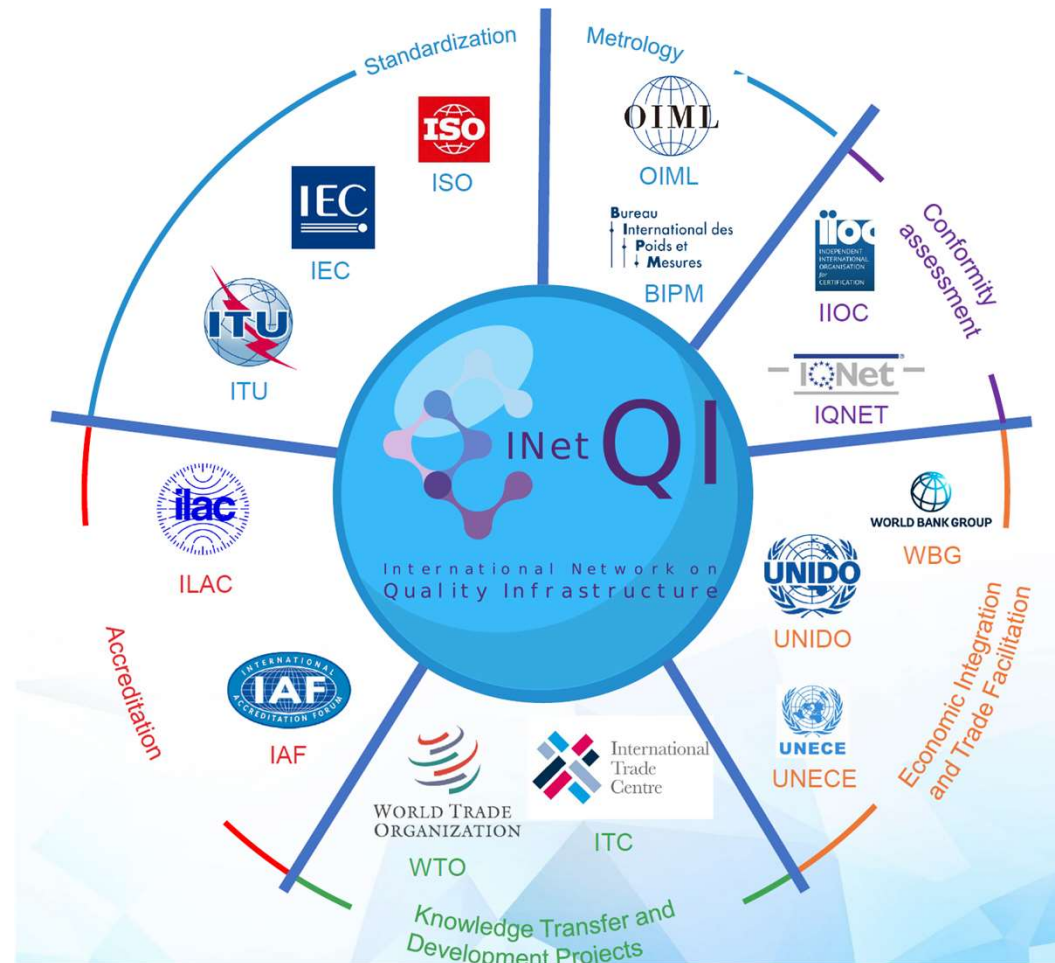 Standardization
Metrology
ISO
ISO
OIML
OIML
IEC
IEC
Bureau
International des
Poids et
Mesures
BIPM
iioc
INDEPENDENT
INTERNATIONAL
ORGANISATION
for
CERTIFICATION
IIOC
Conformity
assessment
ITU
ITU
IQNet
IQNET
INet QI
International Network on
Quality Infrastructure
ilac
ILAC
WORLD BANK GROUP
WBG
UNIDO
UNIDO
Accreditation
INTERNATIONAL
IAF
ACCREDITATION FORUM
IAF
UNECE
UNECE
Economic Integration
and Trade Facilitation
WORLD TRADE
ORGANIZATION
WTO
International
Trade
Centre
ITC
Knowledge Transfer and
Development Projects